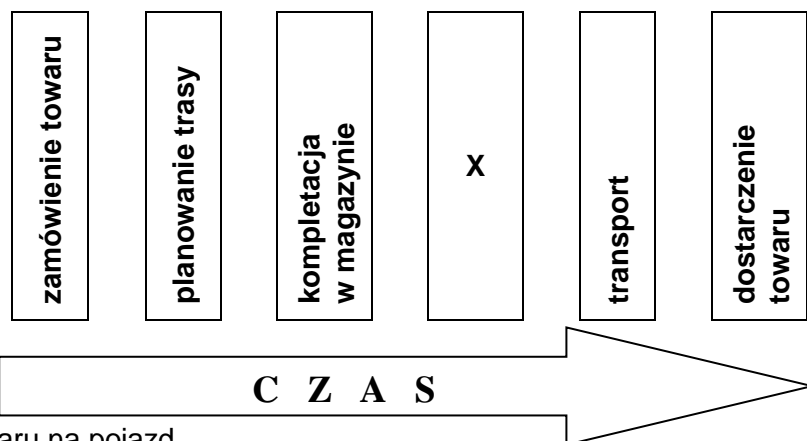 zamówienie towaru
planowanie trasy
kompletacja
w magazynie
X
transport
dostarczenie
towaru
C Z A S
aru na pojazd